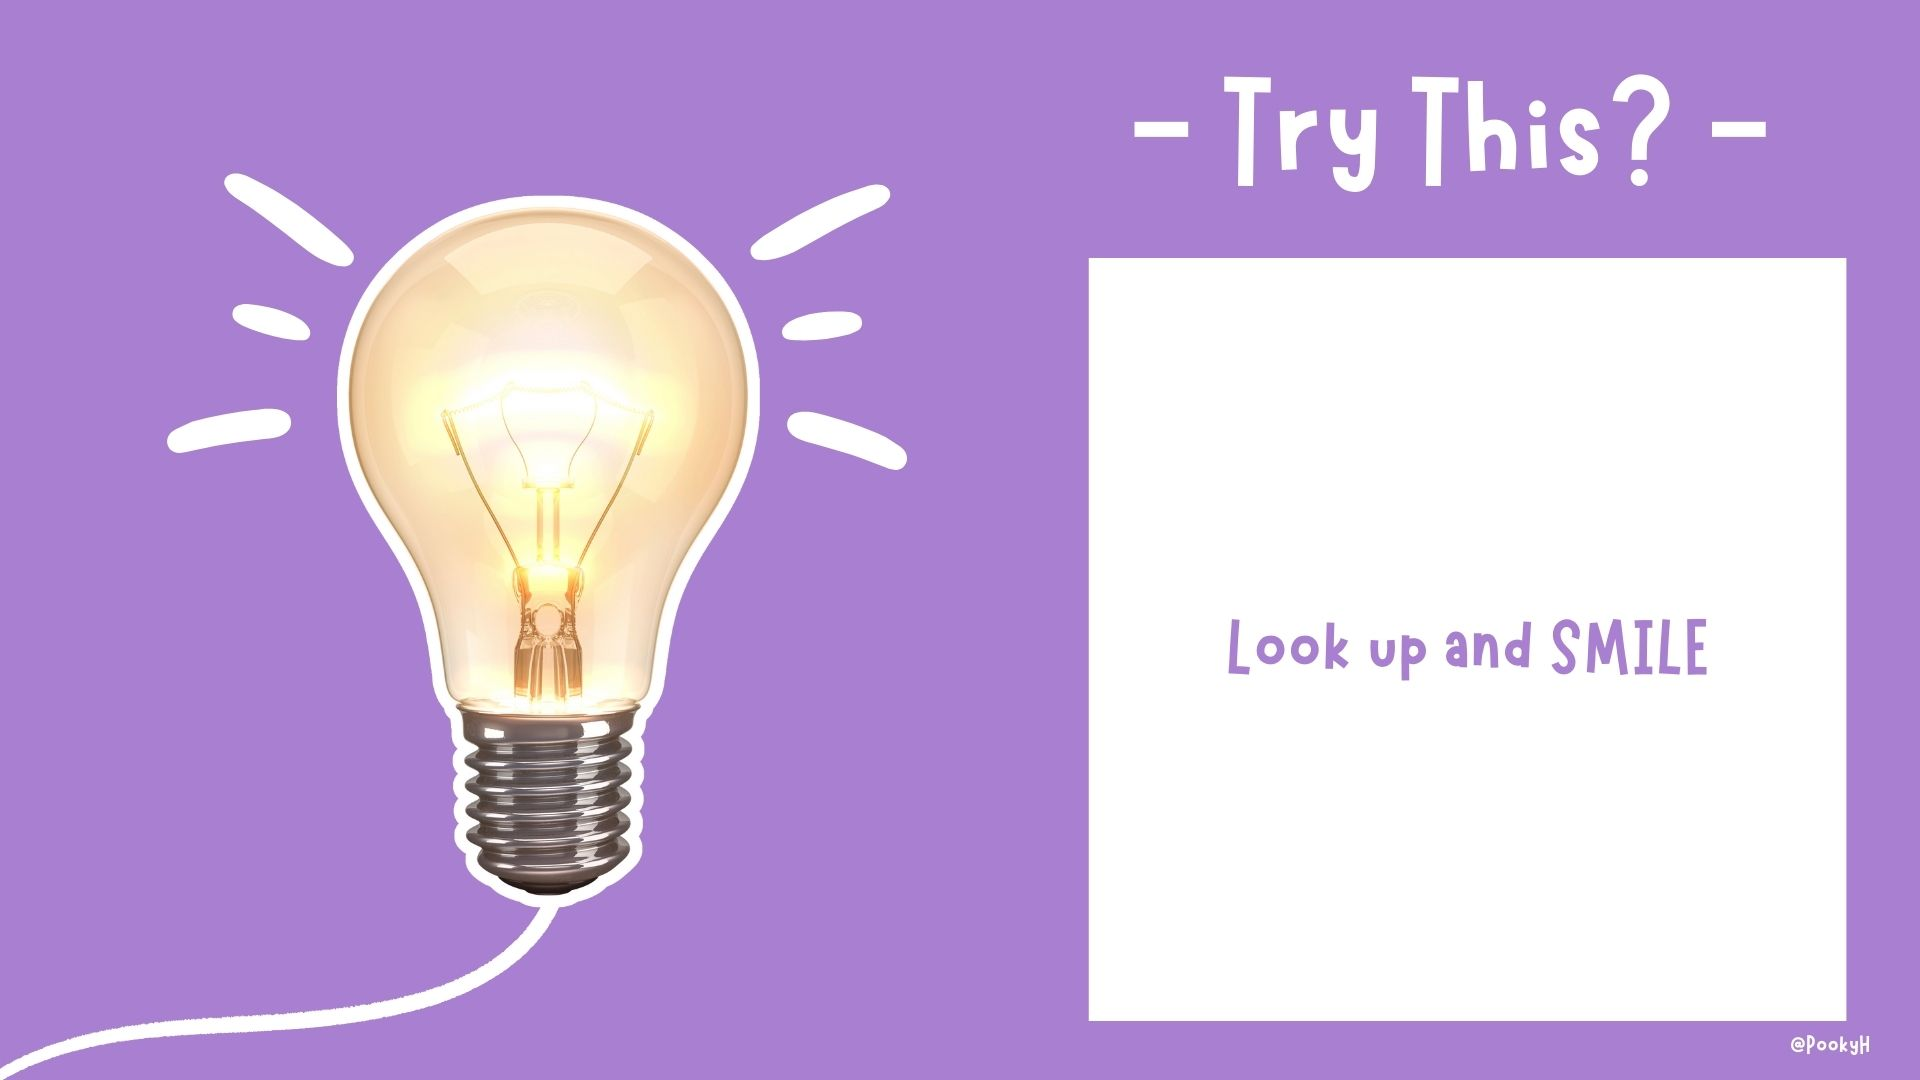 - Try This? -
Look up and SMILE
@PookyH